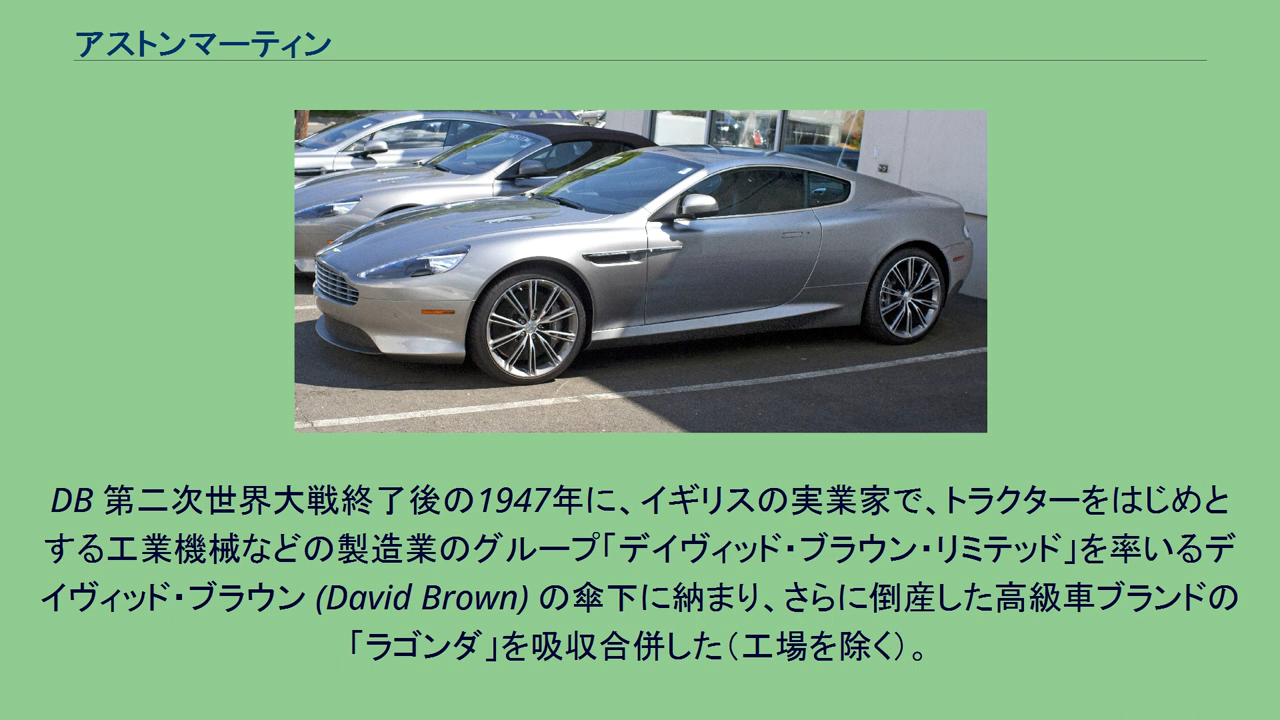 アストンマーティン
DB 第二次世界大戦終了後の1947年に、イギリスの実業家で、トラクターをはじめと
する工業機械などの製造業のグループ「デイヴィッド・ブラウン・リミテッド」を率いるデ
イヴィッド・ブラウン (David Brown) の傘下に納まり、さらに倒産した高級車ブランドの
「ラゴンダ」を吸収合併した（工場を除く）。